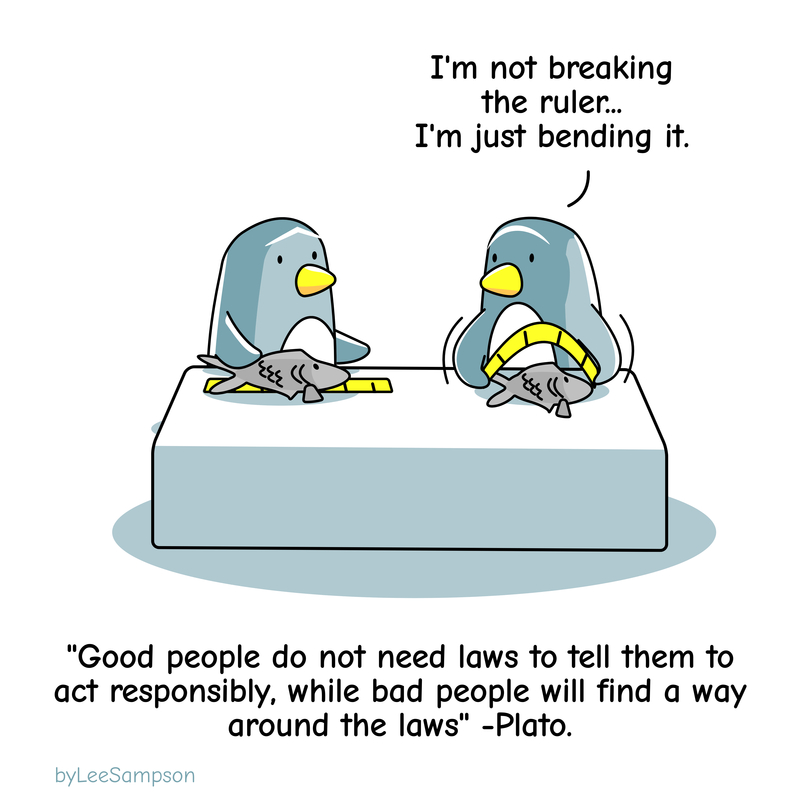 I'm not breaking
the ruler...
I'm just bending it.
"Good people do not need laws to tell them to
act responsibly, while bad people will find a way
around the laws" -Plato.
byLeeSampson